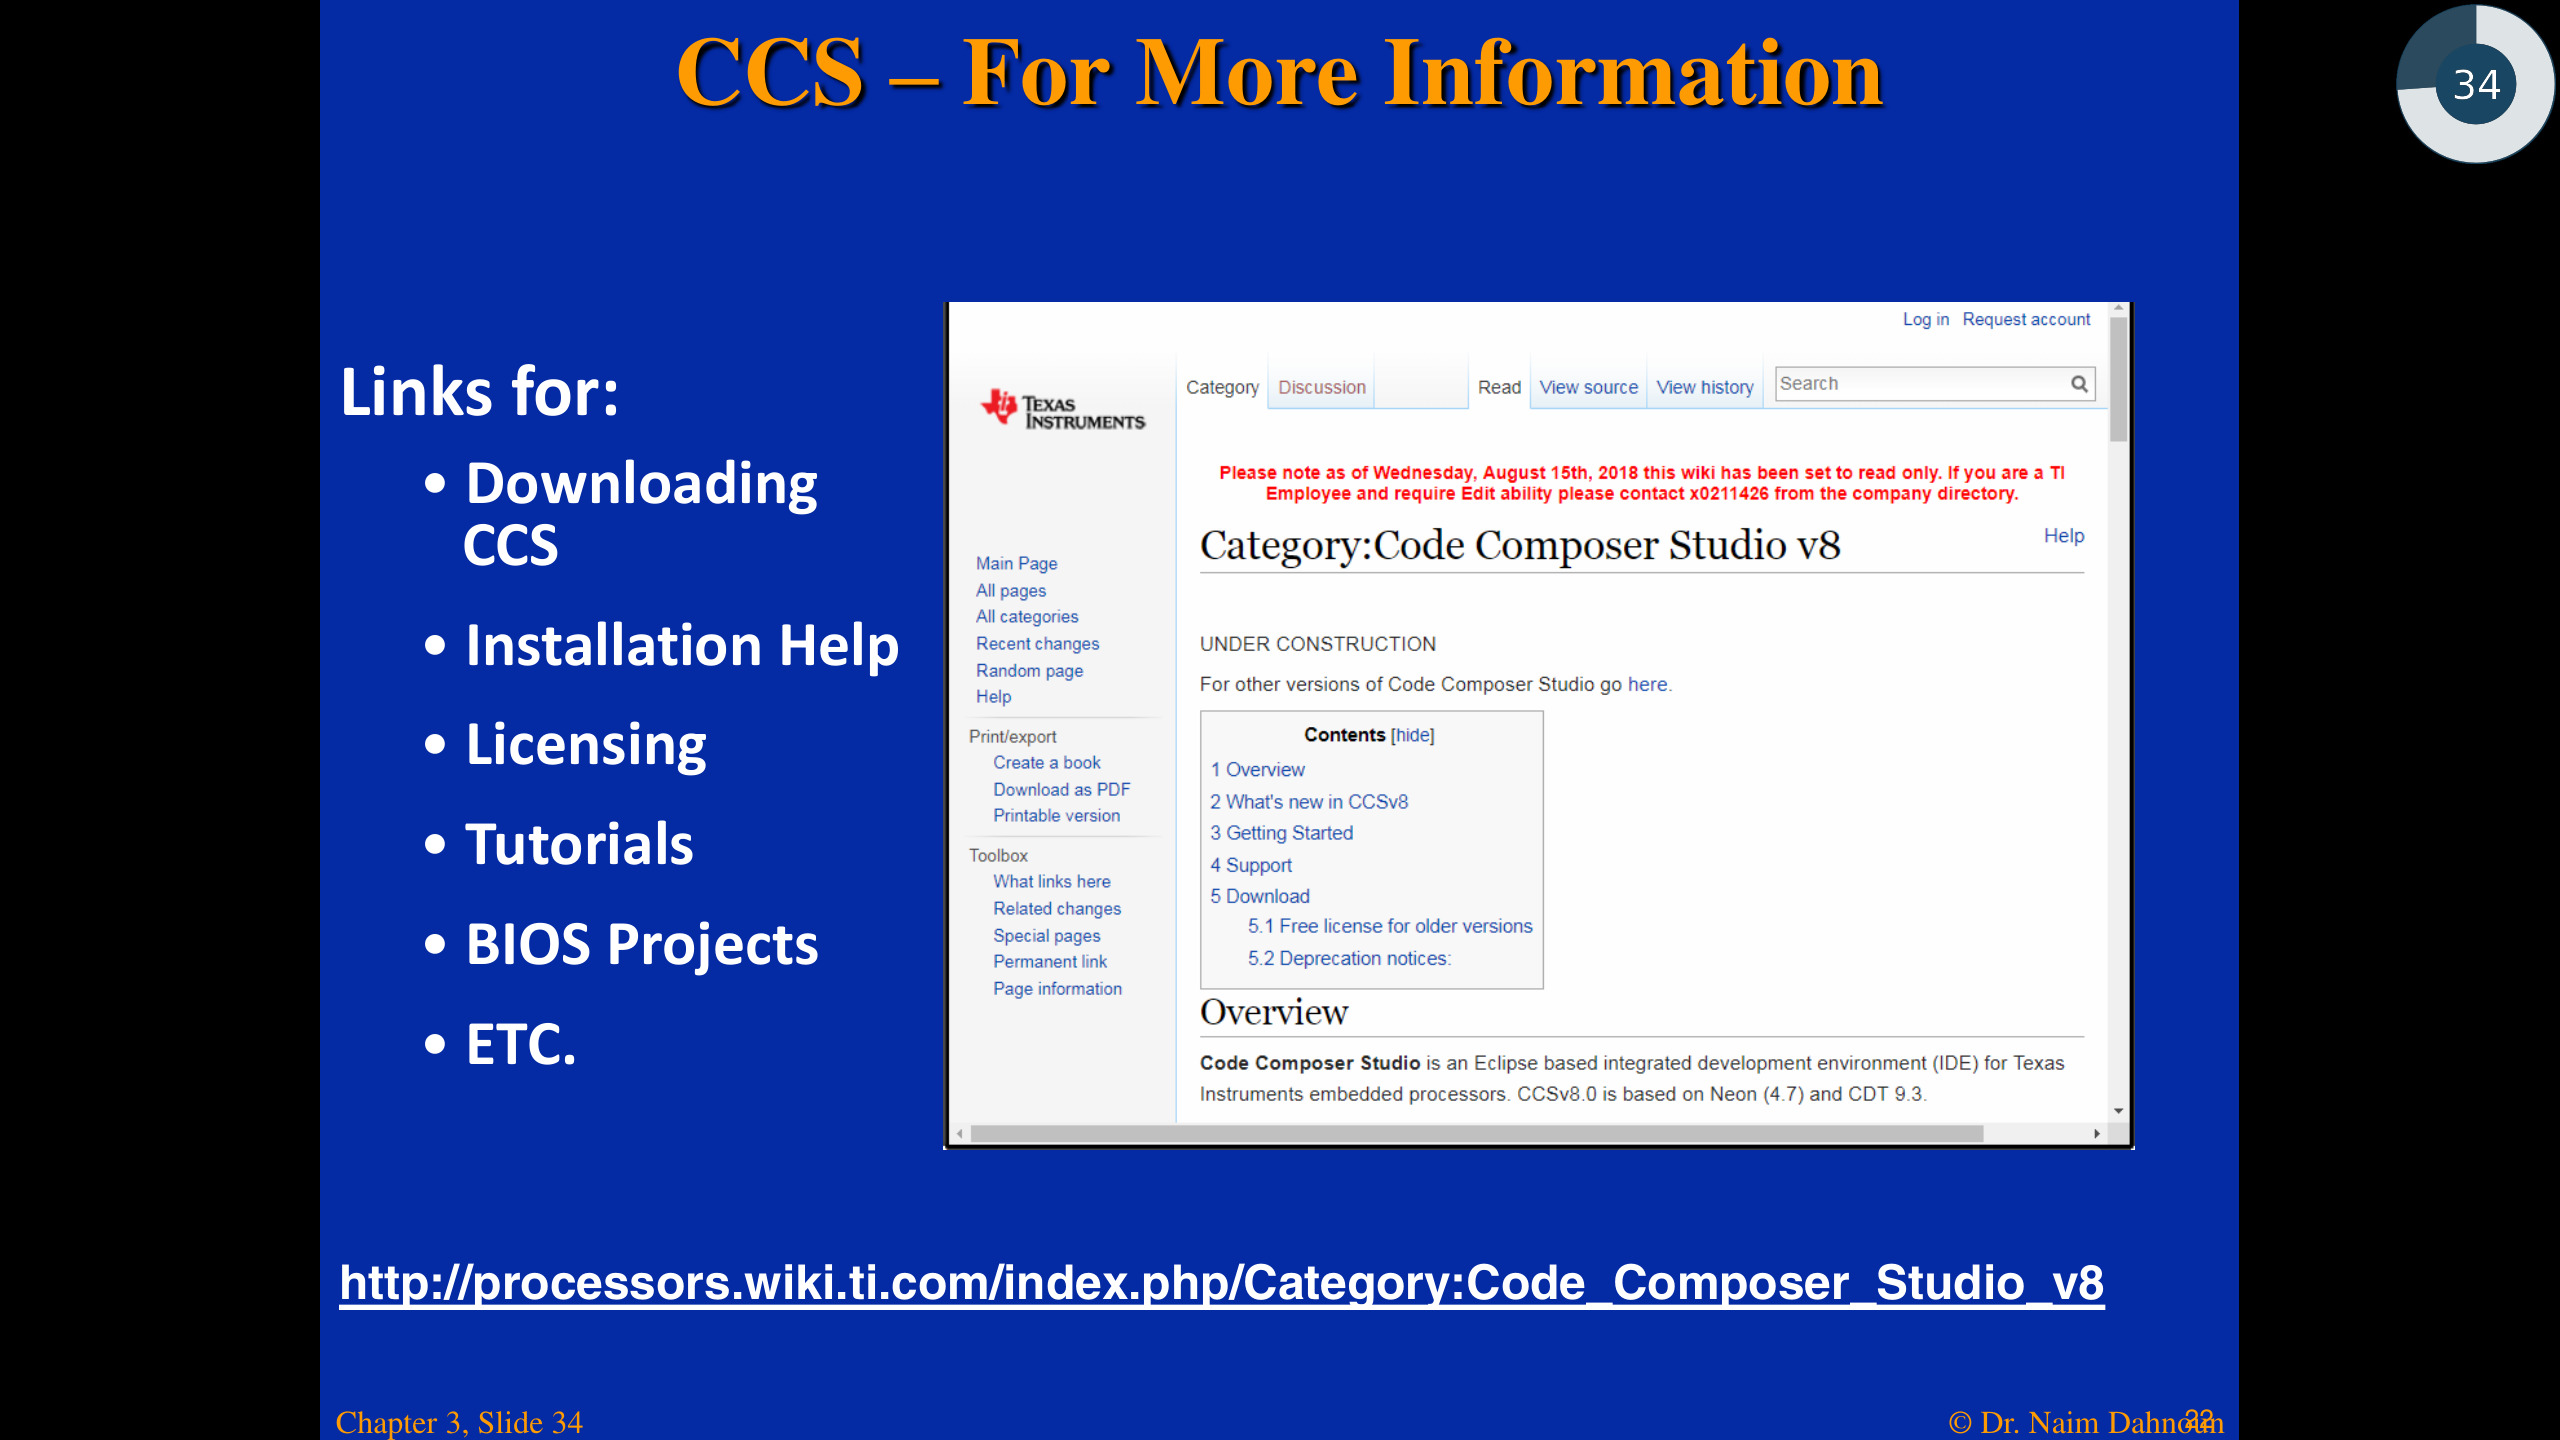 CCS – For More Information
34
Links for:
• Downloading
CCS
• Installation Help
• Licensing
• Tutorials
• BIOS Projects
• ETC.
Log in Request account
TEXAS
INSTRUMENTS
Category Discussion Read View source View history Search
Please note as of Wednesday, August 15th, 2018 this wiki has been set to read only. If you are a TI
Employee and require Edit ability please contact x0211426 from the company directory.
Category:Code Composer Studio v8
Help
Main Page
All pages
All categories
Recent changes
Random page
Help
Print/export
Create a book
Download as PDF
Printable version
Toolbox
What links here
Related changes
Special pages
Permanent link
Page information
UNDER CONSTRUCTION
For other versions of Code Composer Studio go here.
Contents [hide]
1 Overview
2 What's new in CCSv8
3 Getting Started
4 Support
5 Download
5.1 Free license for older versions
5.2 Deprecation notices:
Overview
Code Composer Studio is an Eclipse based integrated development environment (IDE) for Texas
Instruments embedded processors. CCSv8.0 is based on Neon (4.7) and CDT 9.3.
http://processors.wiki.ti.com/index.php/Category:Code_Composer_Studio_v8
Chapter 3, Slide 34
© Dr. Naim Dahnoun
22